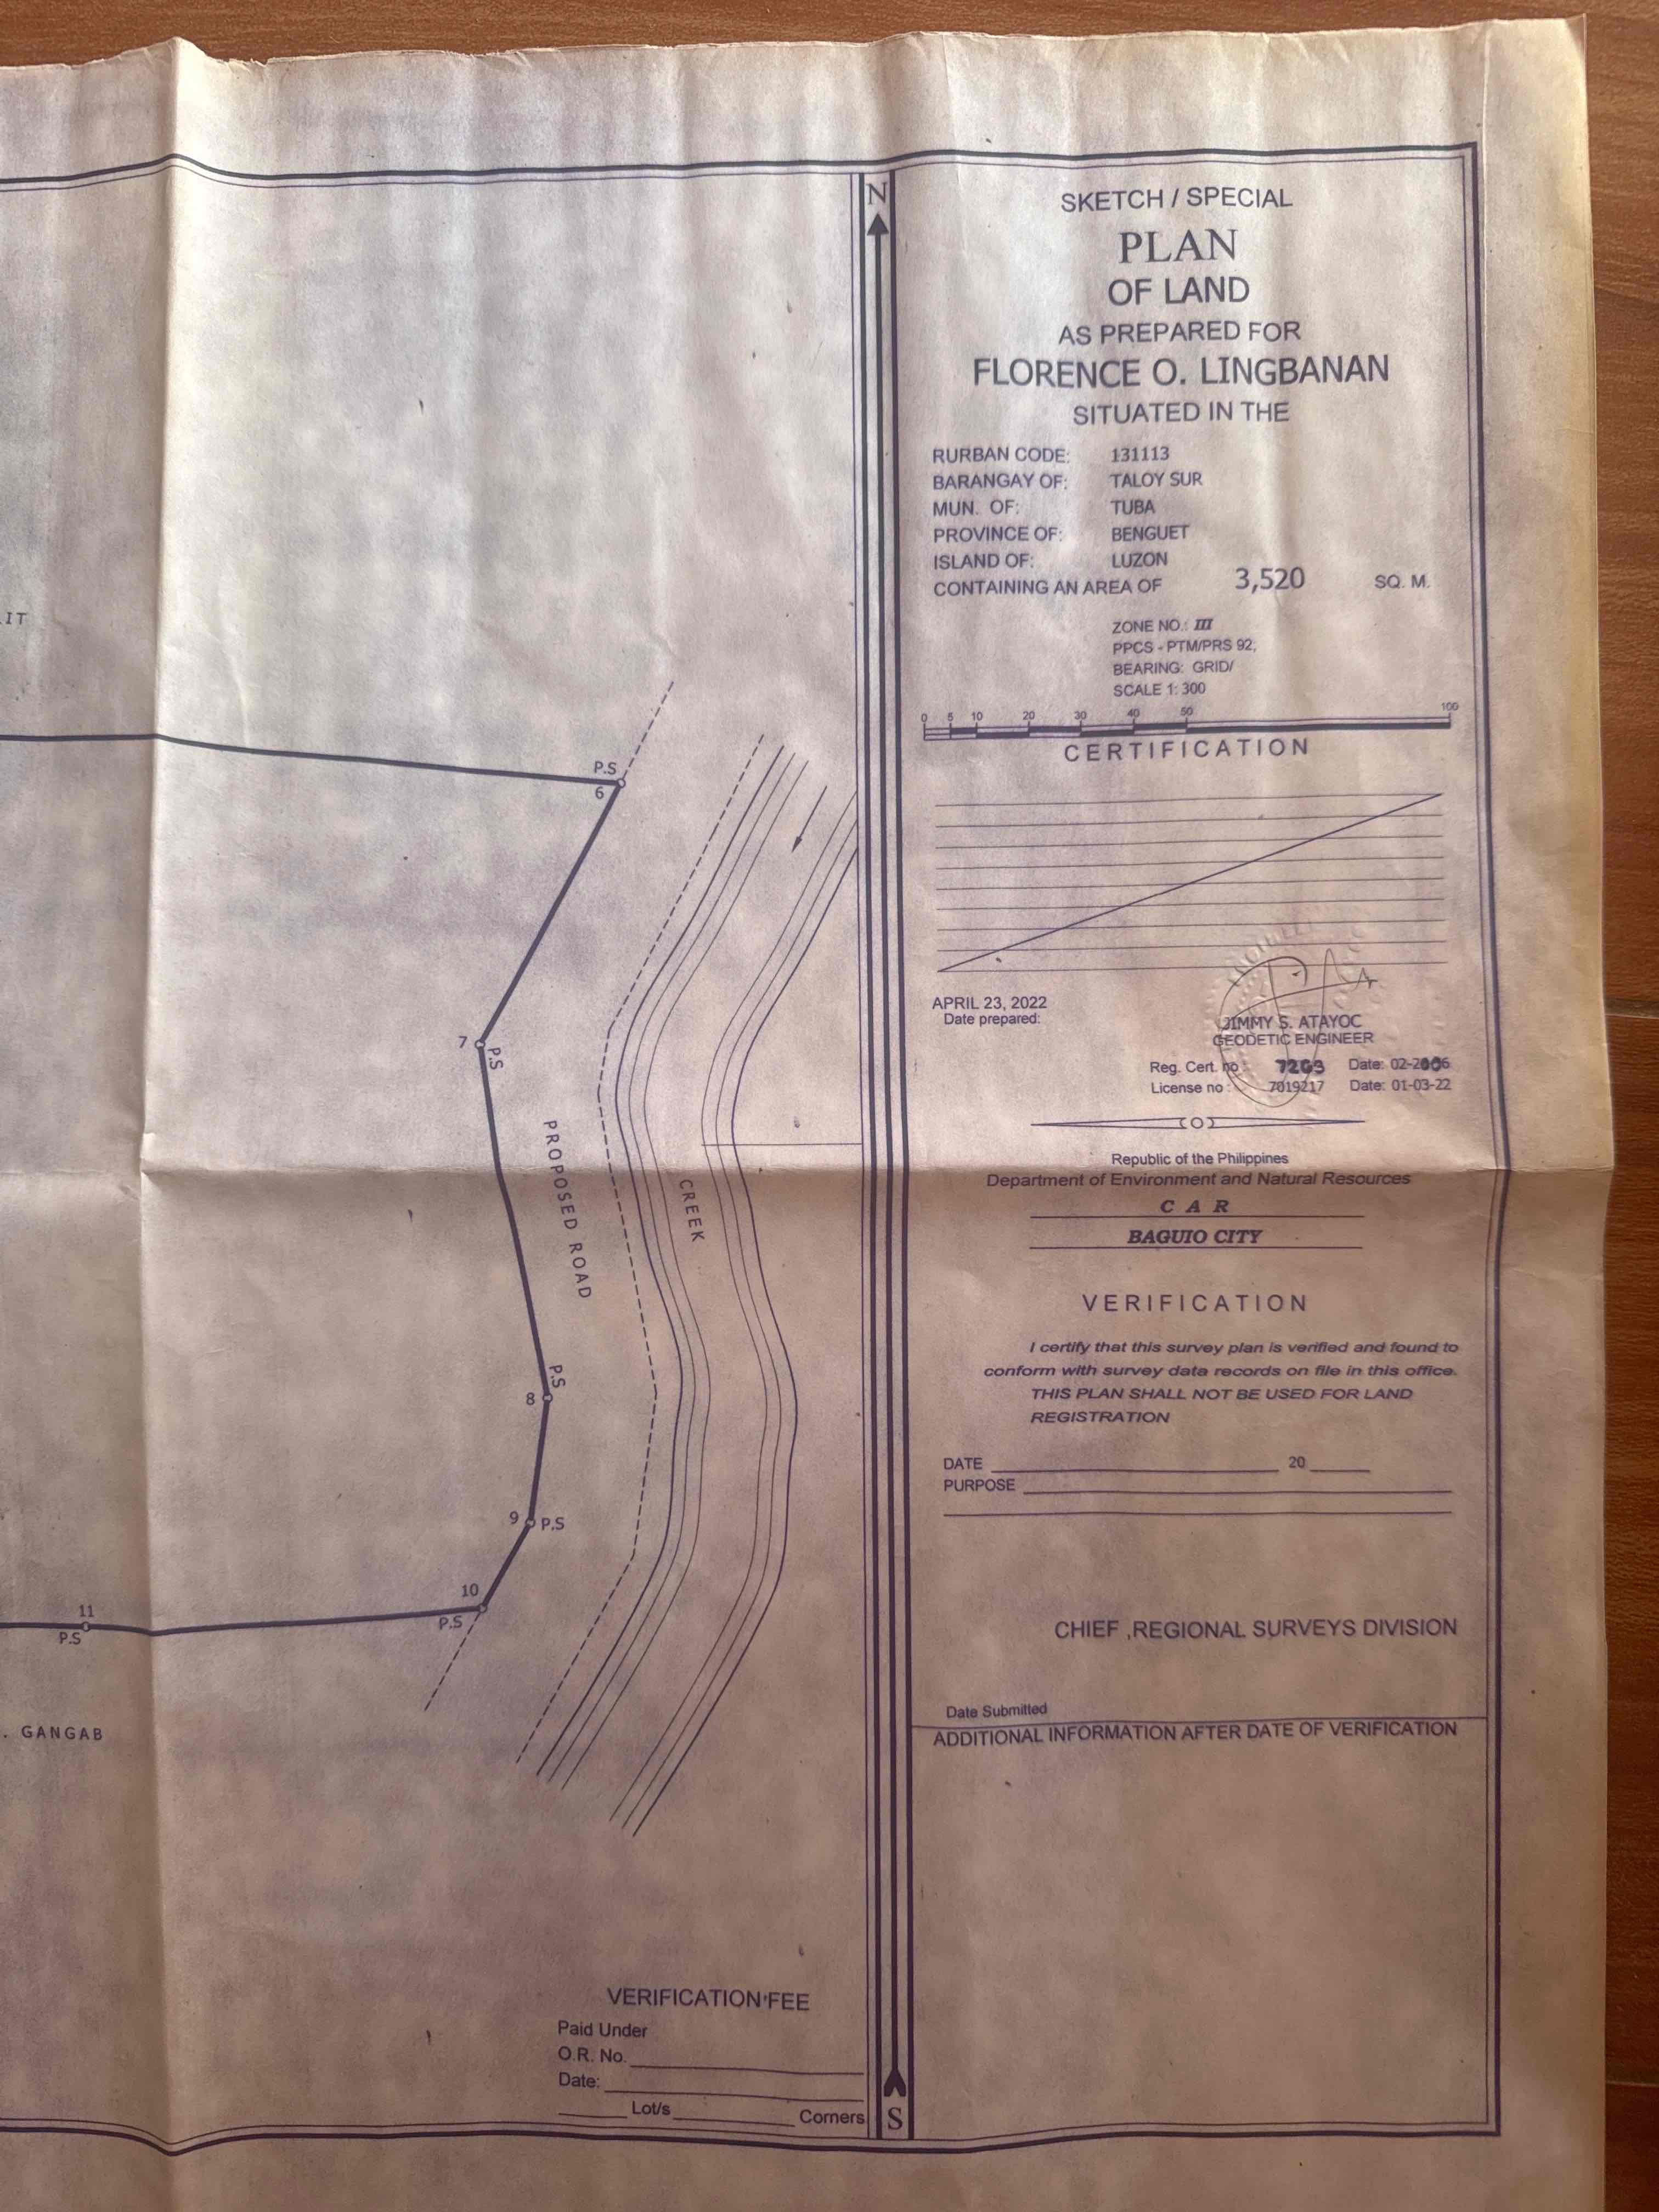 N
SKETCH / SPECIAL
PLAN
OF LAND
AS PREPARED FOR
FLORENCE O. LINGBANAN
SITUATED IN THE
RURBAN CODE: 131113
BARANGAY OF: TALOY SUR
MUN. OF: TUBA
PROVINCE OF: BENGUET
ISLAND OF: LUZON
CONTAINING AN AREA OF 3,520 SQ. M.
ZONE NO.: III
PPCS - PTM/PRS 92,
BEARING: GRID/
SCALE 1: 300
0 5 10 20 30 40 50 100
CERTIFICATION
APRIL 23, 2022
Date prepared:
JIMMY S. ATAYOC
GEODETIC ENGINEER
Reg. Cert. no : Date:
License no : 7019217 Date: 01-03-22
Republic of the Philippines
Department of Environment and Natural Resources
C A R
BAGUIO CITY
VERIFICATION
I certify that this survey plan is verified and found to
conform with survey data records on file in this office.
THIS PLAN SHALL NOT BE USED FOR LAND
REGISTRATION
DATE 20
PURPOSE
CHIEF ,REGIONAL SURVEYS DIVISION
Date Submitted
ADDITIONAL INFORMATION AFTER DATE OF VERIFICATION
P.S
6
7
P.S
PROPOSED ROAD
CREEK
P.S
8
9 P.S
10
P.S
11
P.S
. GANGAB
VERIFICATION FEE
Paid Under
O.R. No.
Date:
Lot/s Corners
S